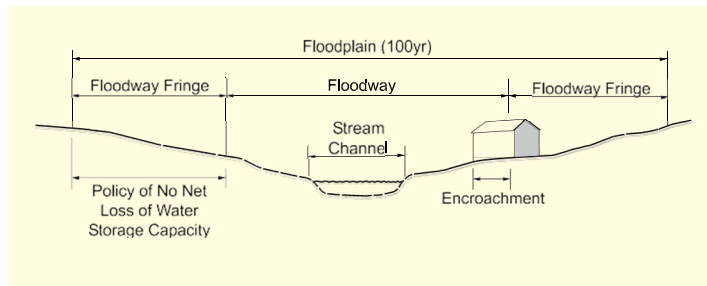 Floodplain (100yr)
Floodway Fringe
Floodway
Floodway Fringe
Stream
Channel
Policy of No Net
Loss of Water
Storage Capacity
Encroachment